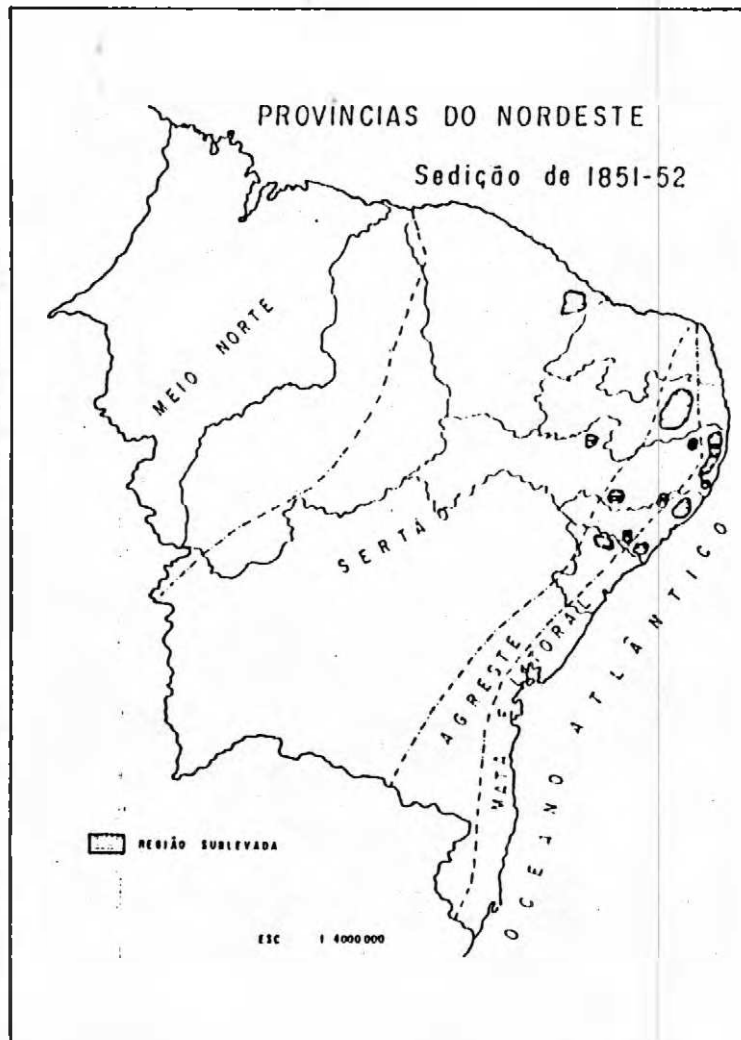 PROVÍNCIAS DO NORDESTE
Sedição de 1851-52
MEIO NORTE
SERTÃO
AGRESTE
MATA E LITORAL
OCEANO ATLÂNTICO
REGIÃO SUBLEVADA
ESC 1 4000000